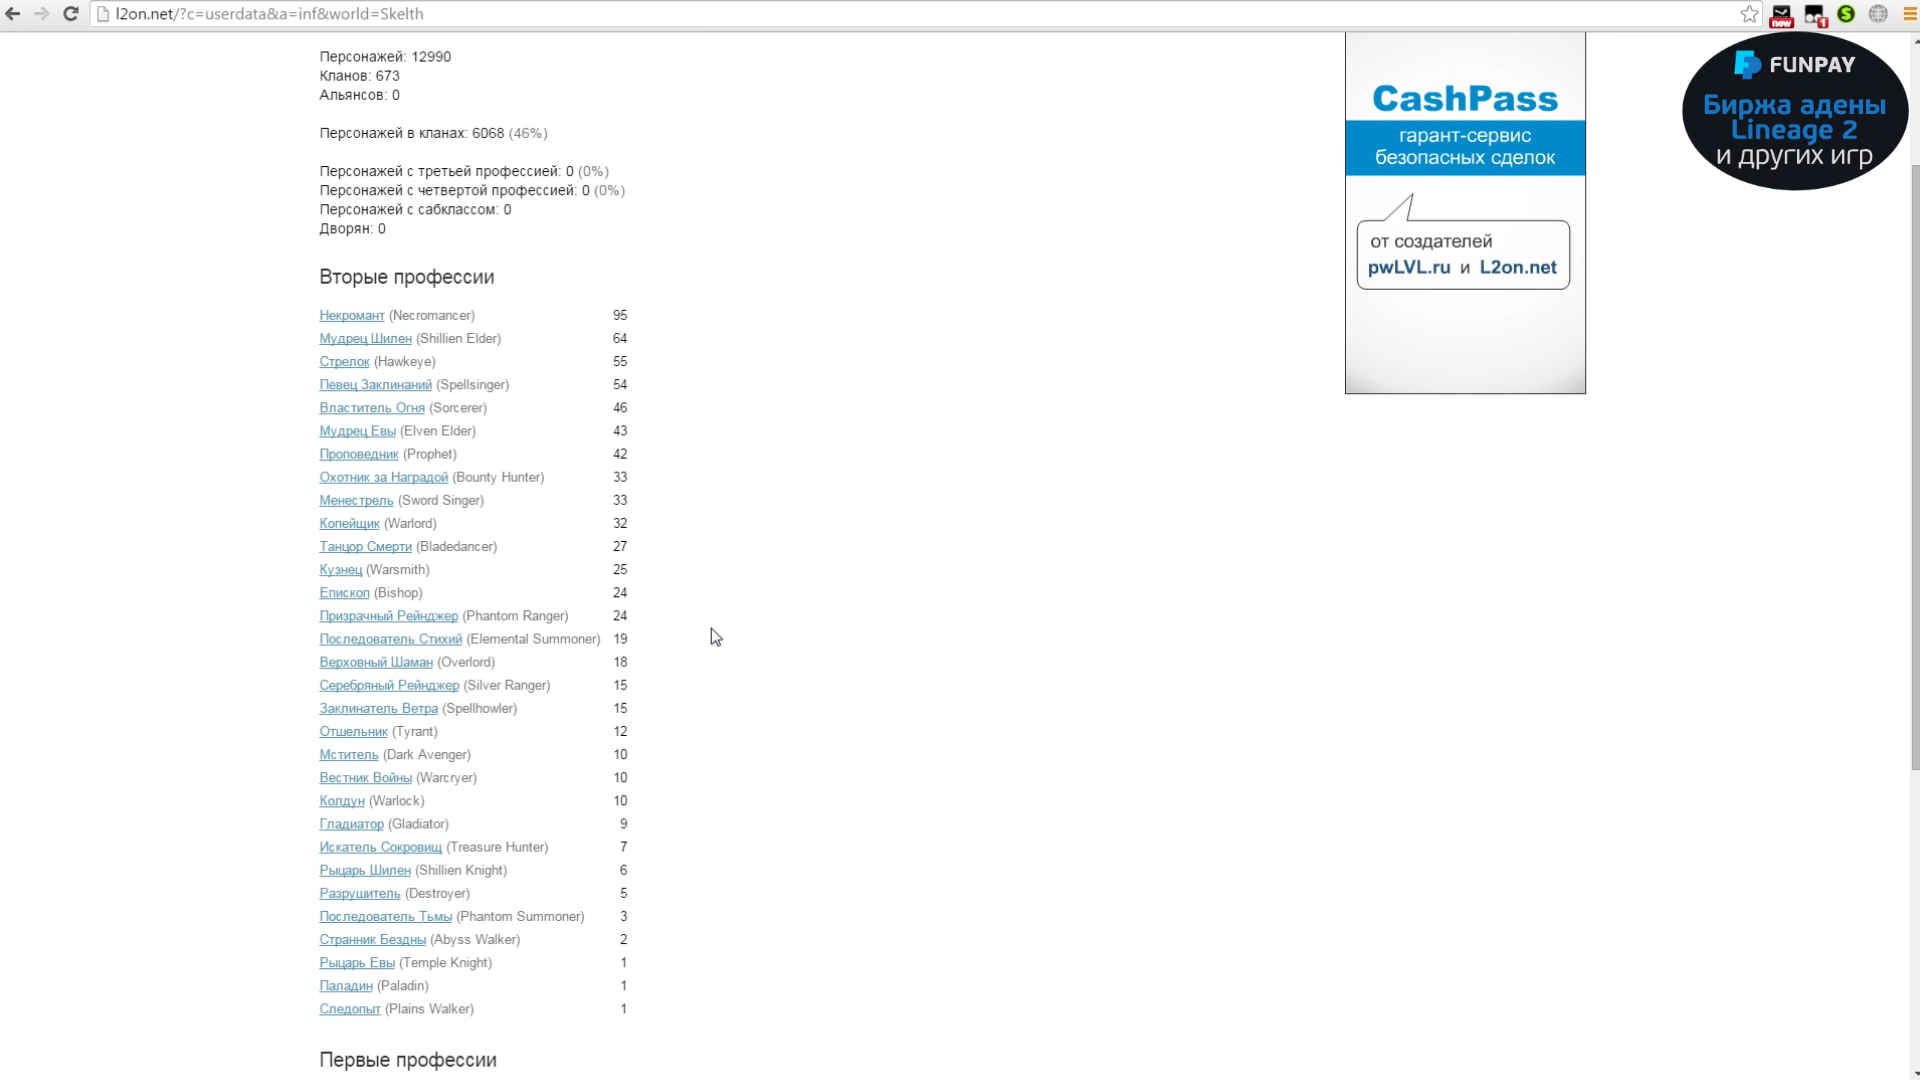 l2on.net/?c=userdata&a=inf&world=Skelth
new
1
Персонажей: 12990
Кланов: 673
Альянсов: 0
Персонажей в кланах: 6068 (46%)
Персонажей с третьей профессией: 0 (0%)
Персонажей с четвертой профессией: 0 (0%)
Персонажей с сабклассом: 0
Дворян: 0
Вторые профессии
Некромант (Necromancer) 95
Мудрец Шилен (Shillien Elder) 64
Стрелок (Hawkeye) 55
Певец Заклинаний (Spellsinger) 54
Властитель Огня (Sorcerer) 46
Мудрец Евы (Elven Elder) 43
Проповедник (Prophet) 42
Охотник за Наградой (Bounty Hunter) 33
Менестрель (Sword Singer) 33
Копейщик (Warlord) 32
Танцор Смерти (Bladedancer) 27
Кузнец (Warsmith) 25
Епископ (Bishop) 24
Призрачный Рейнджер (Phantom Ranger) 24
Последователь Стихий (Elemental Summoner) 19
Верховный Шаман (Overlord) 18
Серебряный Рейнджер (Silver Ranger) 15
Заклинатель Ветра (Spellhowler) 15
Отшельник (Tyrant) 12
Мститель (Dark Avenger) 10
Вестник Войны (Warcryer) 10
Колдун (Warlock) 10
Гладиатор (Gladiator) 9
Искатель Сокровищ (Treasure Hunter) 7
Рыцарь Шилен (Shillien Knight) 6
Разрушитель (Destroyer) 5
Последователь Тьмы (Phantom Summoner) 3
Странник Бездны (Abyss Walker) 2
Рыцарь Евы (Temple Knight) 1
Паладин (Paladin) 1
Следопыт (Plains Walker) 1
Первые профессии
CashPass
гарант-сервис
безопасных сделок
от создателей
pwLVL.ru и L2on.net
FUNPAY
Биржа адены
Lineage 2
и других игр